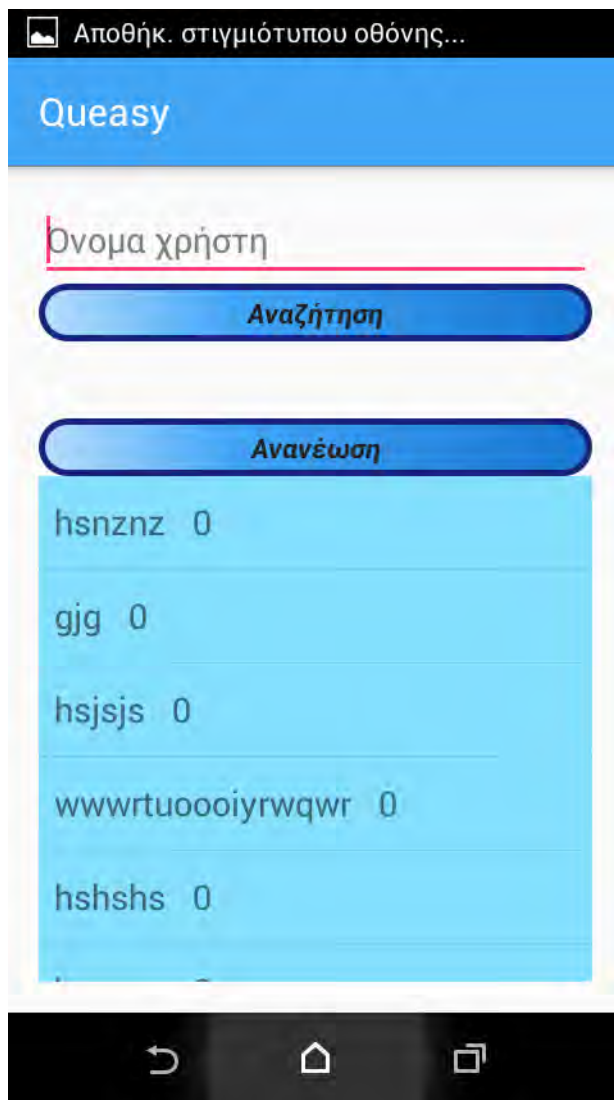 Αποθήκ. στιγμιότυπου οθόνης...
Queasy
Όνομα χρήστη
Αναζήτηση
Ανανέωση
hsnznz 0
gjg 0
hsjsjs 0
wwwrtuoooiyrwqwr 0
hshshs 0